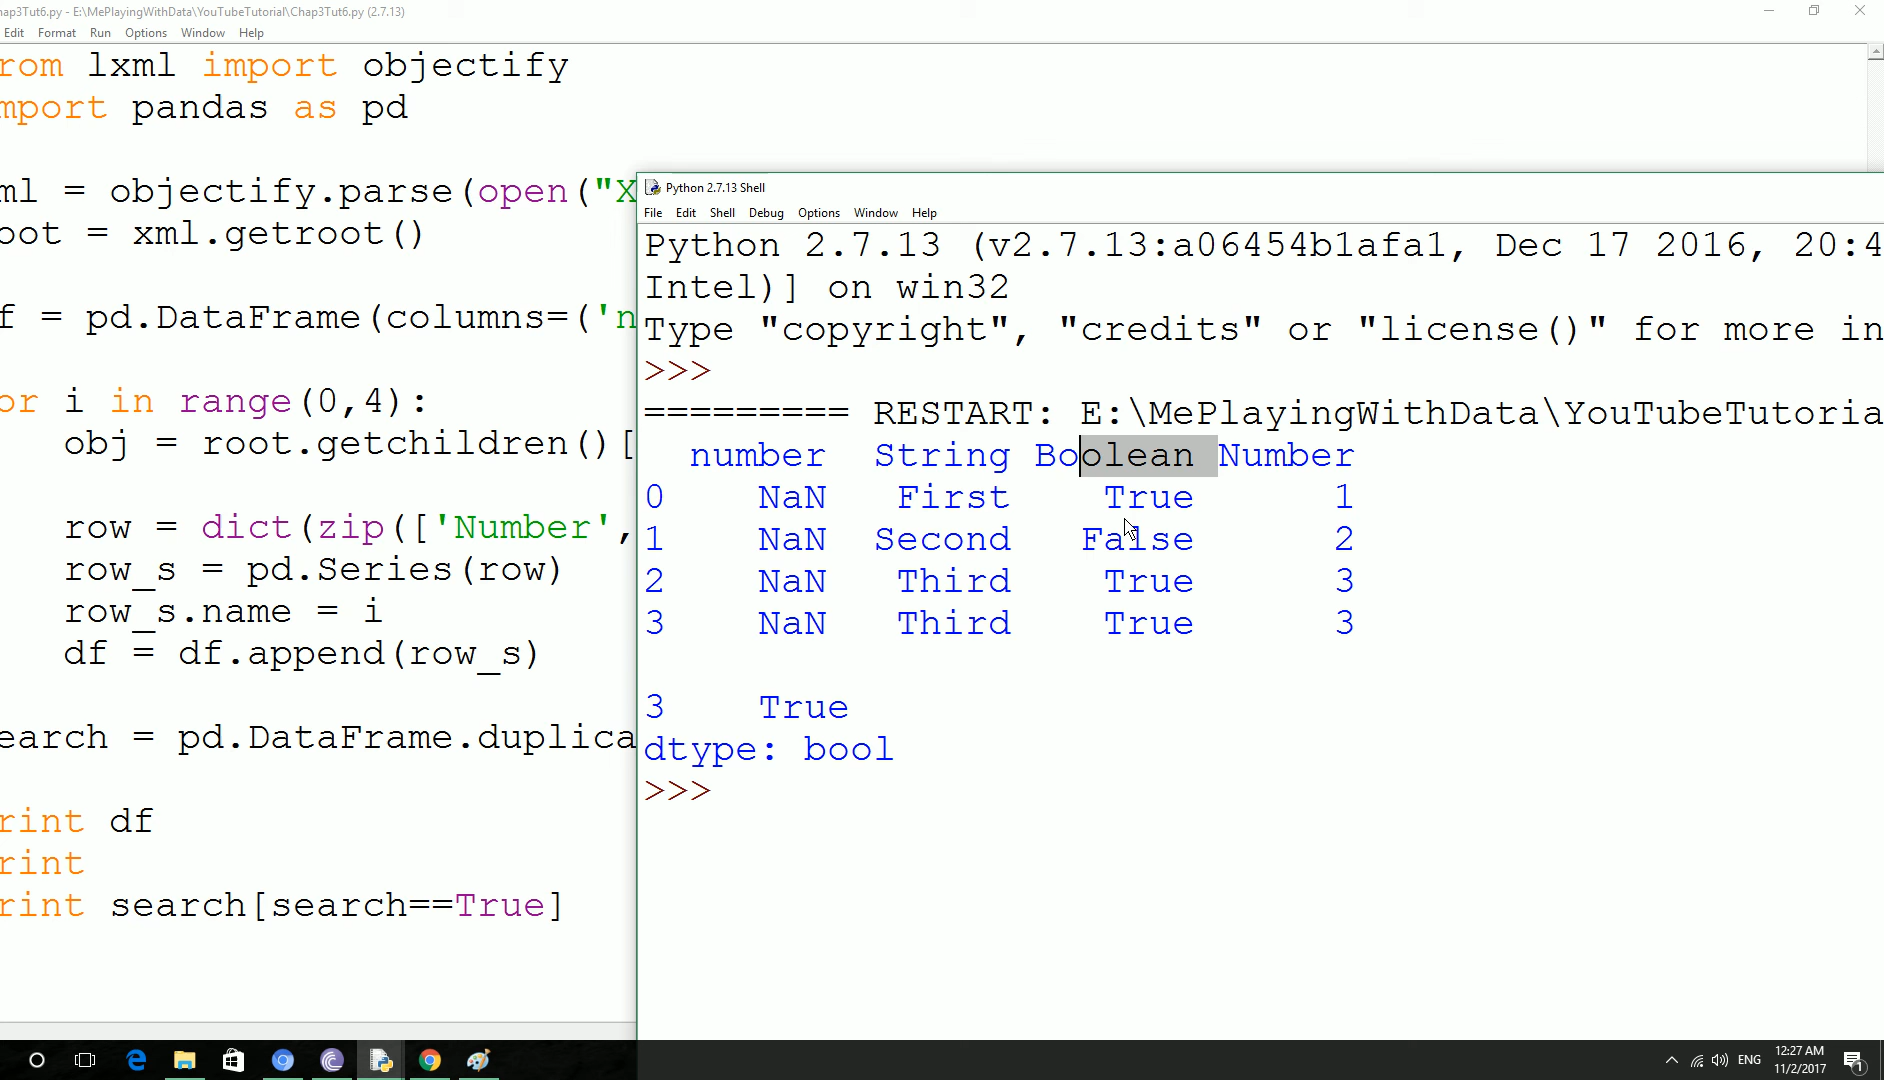 hap3Tut6.py - E:\MePlayingWithData\YouTubeTutorial\Chap3Tut6.py (2.7.13)
Edit Format Run Options Window Help
rom lxml import objectify
mport pandas as pd
ml = objectify.parse(open("X
oot = xml.getroot()
f = pd.DataFrame(columns=('n
or i in range(0,4):
obj = root.getchildren()[
row = dict(zip(['Number',
row_s = pd.Series(row)
row_s.name = i
df = df.append(row_s)
earch = pd.DataFrame.duplica
rint df
rint
rint search[search==True]
Python 2.7.13 Shell
File Edit Shell Debug Options Window Help
Python 2.7.13 (v2.7.13:a06454b1afa1, Dec 17 2016, 20:4
Intel)] on win32
Type "copyright", "credits" or "license()" for more in
>>>
========= RESTART: E:\MePlayingWithData\YouTubeTutoria
number String Boolean Number
0 NaN First True 1
1 NaN Second False 2
2 NaN Third True 3
3 NaN Third True 3
3 True
dtype: bool
>>>
ENG
12:27 AM
11/2/2017
1